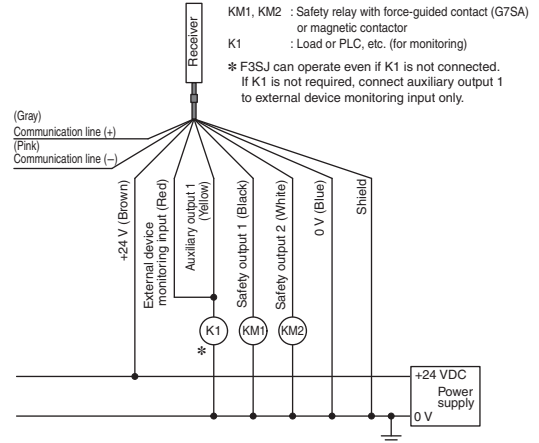 Receiver
KM1, KM2 : Safety relay with force-guided contact (G7SA)
or magnetic contactor
K1 : Load or PLC, etc. (for monitoring)
* F3SJ can operate even if K1 is not connected.
If K1 is not required, connect auxiliary output 1
to external device monitoring input only.
(Gray)
Communication line (+)
(Pink)
Communication line (−)
+24 V (Brown)
External device
monitoring input (Red)
Auxiliary output 1
(Yellow)
Safety output 1 (Black)
Safety output 2 (White)
0 V (Blue)
Shield
K1
KM1
KM2
*
+24 VDC
Power
supply
0 V